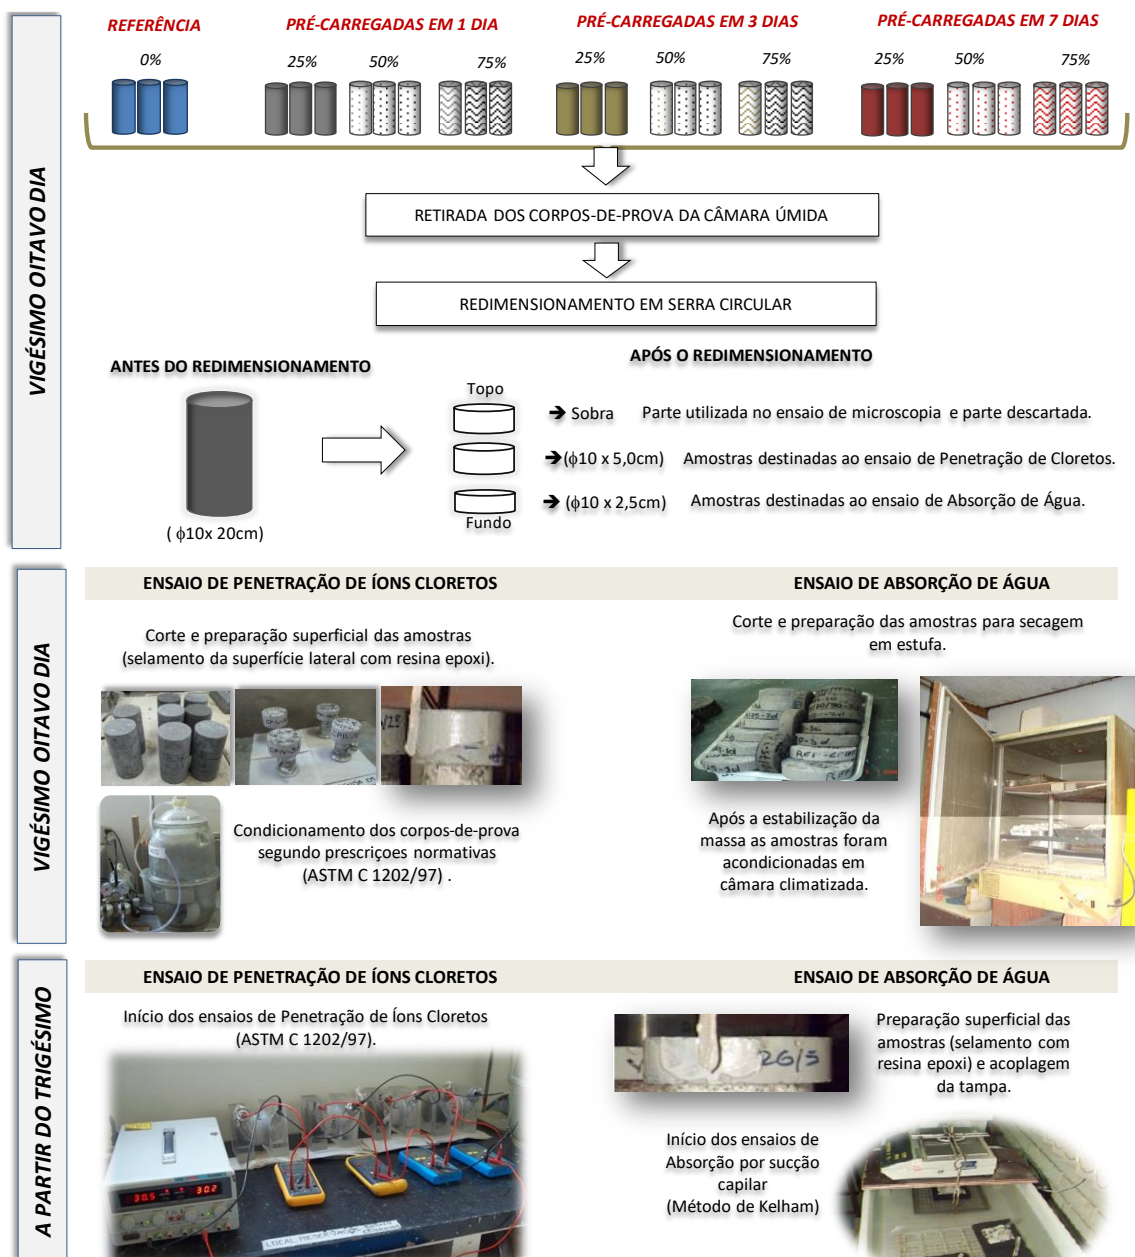 REFERÊNCIA
PRÉ-CARREGADAS EM 1 DIA
PRÉ-CARREGADAS EM 3 DIAS
PRÉ-CARREGADAS EM 7 DIAS
0%
25%
50%
75%
25%
50%
75%
25%
50%
75%
VIGÉSIMO OITAVO DIA
RETIRADA DOS CORPOS-DE-PROVA DA CÂMARA ÚMIDA
REDIMENSIONAMENTO EM SERRA CIRCULAR
ANTES DO REDIMENSIONAMENTO
APÓS O REDIMENSIONAMENTO
Topo
➔ Sobra Parte utilizada no ensaio de microscopia e parte descartada.
➔(ϕ10 x 5,0cm) Amostras destinadas ao ensaio de Penetração de Cloretos.
➔ (ϕ10 x 2,5cm) Amostras destinadas ao ensaio de Absorção de Água.
Fundo
( ϕ10x 20cm)
VIGÉSIMO OITAVO DIA
ENSAIO DE PENETRAÇÃO DE ÍONS CLORETOS
Corte e preparação superficial das amostras
(selamento da superfície lateral com resina epoxi).
Condicionamento dos corpos-de-prova
segundo prescriçoes normativas
(ASTM C 1202/97) .
ENSAIO DE ABSORÇÃO DE ÁGUA
Corte e preparação das amostras para secagem
em estufa.
Após a estabilização da
massa as amostras foram
acondicionadas em
câmara climatizada.
A PARTIR DO TRIGÉSIMO
ENSAIO DE PENETRAÇÃO DE ÍONS CLORETOS
Início dos ensaios de Penetração de Íons Cloretos
(ASTM C 1202/97).
30.5
30.2
ENSAIO DE ABSORÇÃO DE ÁGUA
2G/5
Preparação superficial das
amostras (selamento com
resina epoxi) e acoplagem
da tampa.
Início dos ensaios de
Absorção por sucção
capilar
(Método de Kelham)